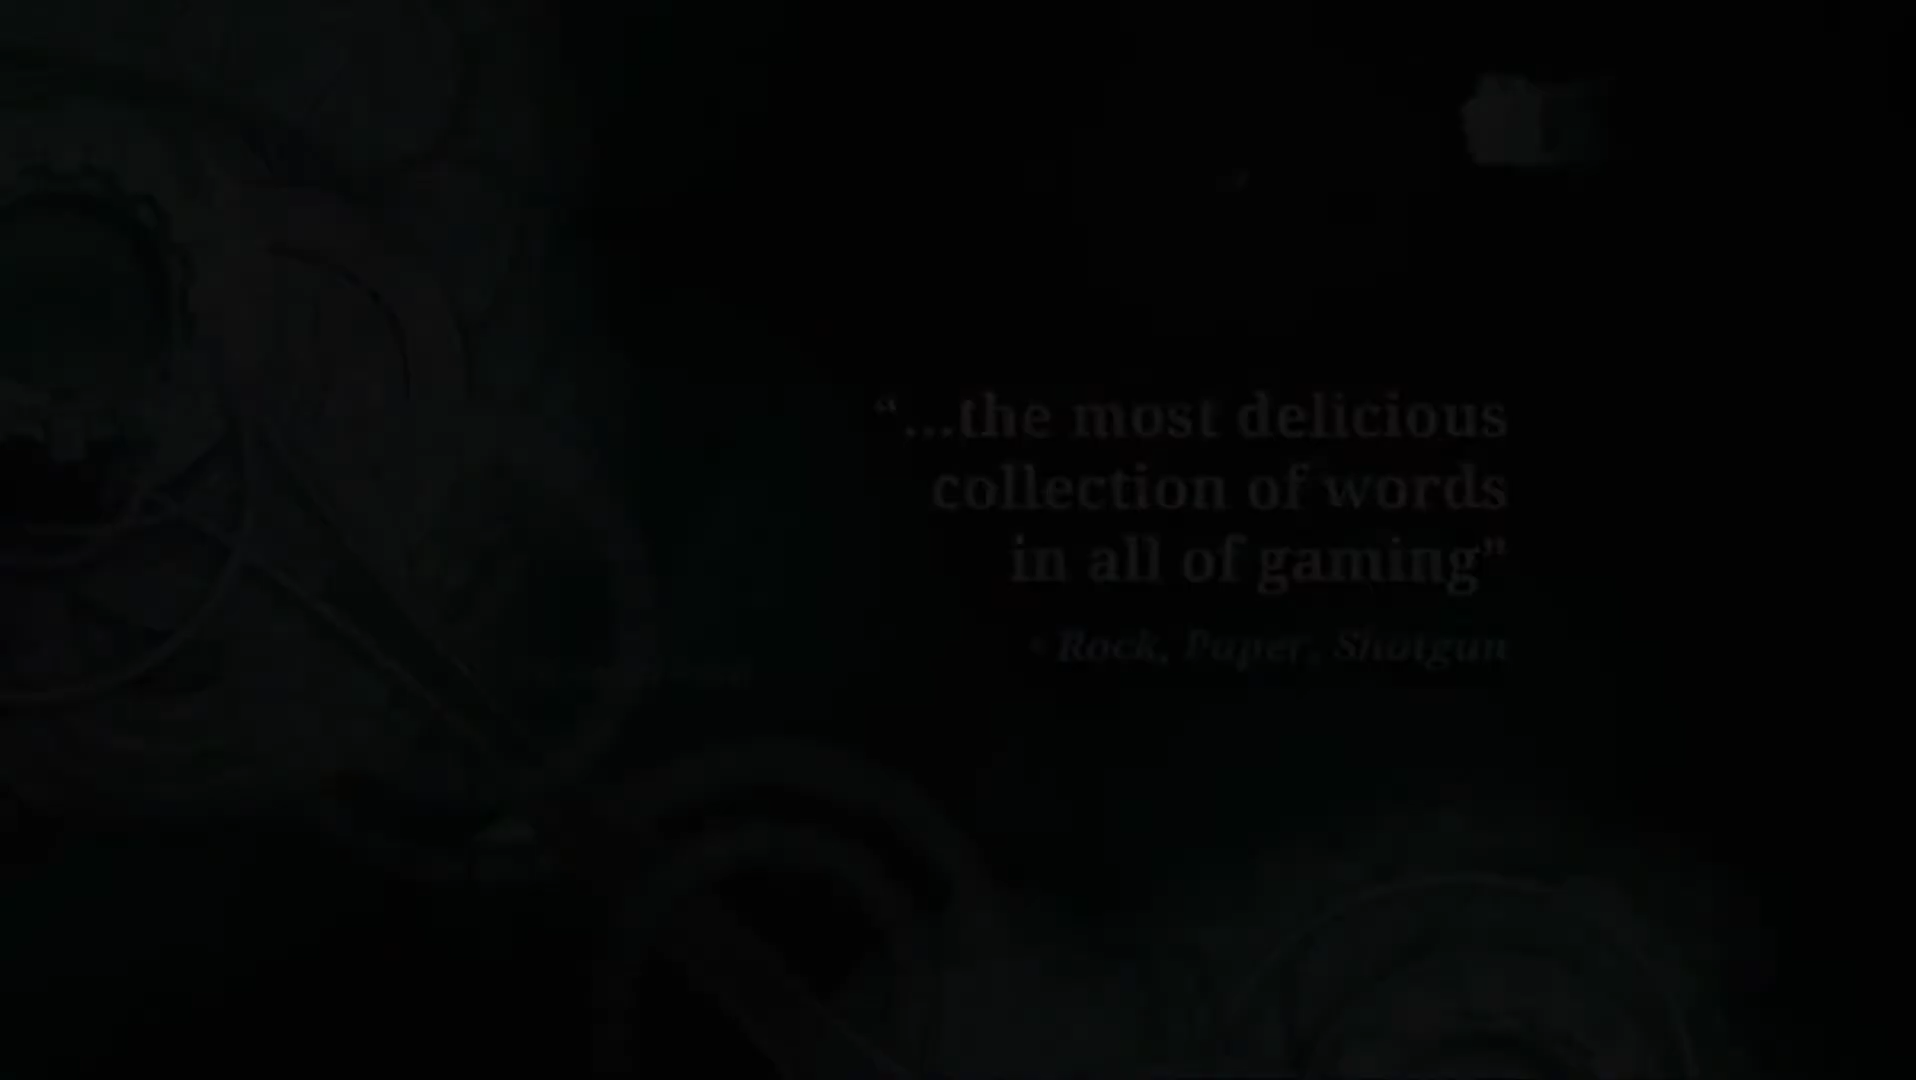 “…the most delicious
collection of words
in all of gaming”
- Rock, Paper, Shotgun